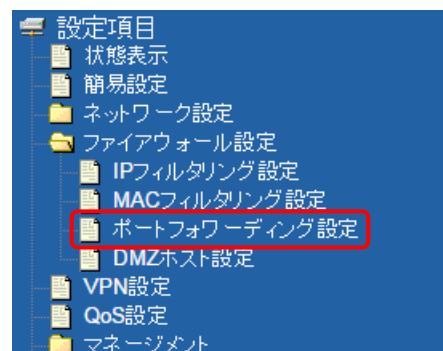 設定項目
状態表示
簡易設定
ネットワーク設定
ファイアウォール設定
IPフィルタリング設定
MACフィルタリング設定
ポートフォワーディング設定
DMZホスト設定
VPN設定
QoS設定
マネージメント